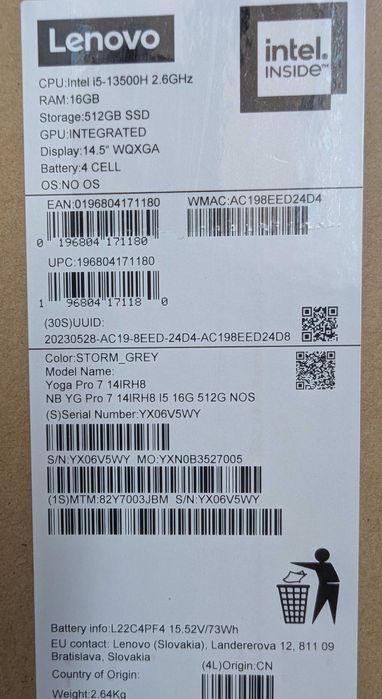 Lenovo
intel.
INSIDE™
CPU:Intel i5-13500H 2.6GHz
RAM:16GB
Storage:512GB SSD
GPU:INTEGRATED
Display:14.5" WQXGA
Battery:4 CELL
OS:NO OS
EAN:0196804171180 WMAC:AC198EED24D4
0 196804 171180
UPC:196804171180
1 96804 17118 0
(30S)UUID:
20230528-AC19-8EED-24D4-AC198EED24D8
Color:STORM_GREY
Model Name:
Yoga Pro 7 14IRH8
NB YG Pro 7 14IRH8 I5 16G 512G NOS
(S)Serial Number:YX06V5WY
S/N:YX06V5WY MO:YXN0B3527005
(1S)MTM:82Y7003JBM S/N:YX06V5WY
Battery info:L22C4PF4 15.52V/73Wh
EU contact: Lenovo (Slovakia), Landererova 12, 811 09
Bratislava, Slovakia
(4L)Origin:CN
Country of Origin:
Weight:2.64Kg